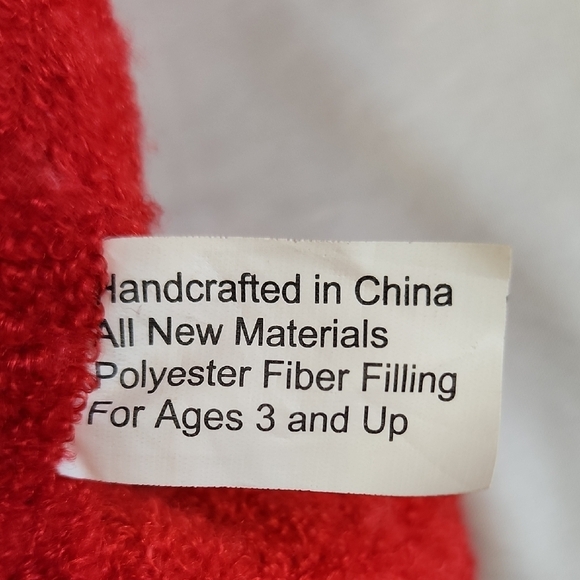 Handcrafted in China
All New Materials
Polyester Fiber Filling
For Ages 3 and Up